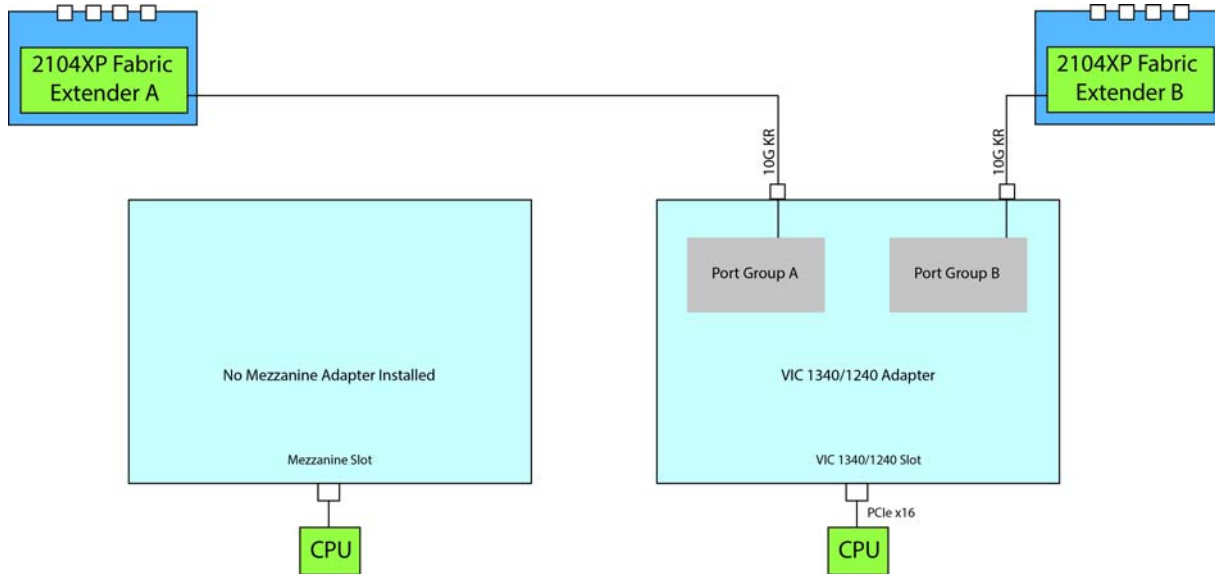 2104XP Fabric
Extender A
2104XP Fabric
Extender B
10G KR
10G KR
Port Group A
Port Group B
No Mezzanine Adapter Installed
VIC 1340/1240 Adapter
Mezzanine Slot
VIC 1340/1240 Slot
PCIe x16
CPU
CPU